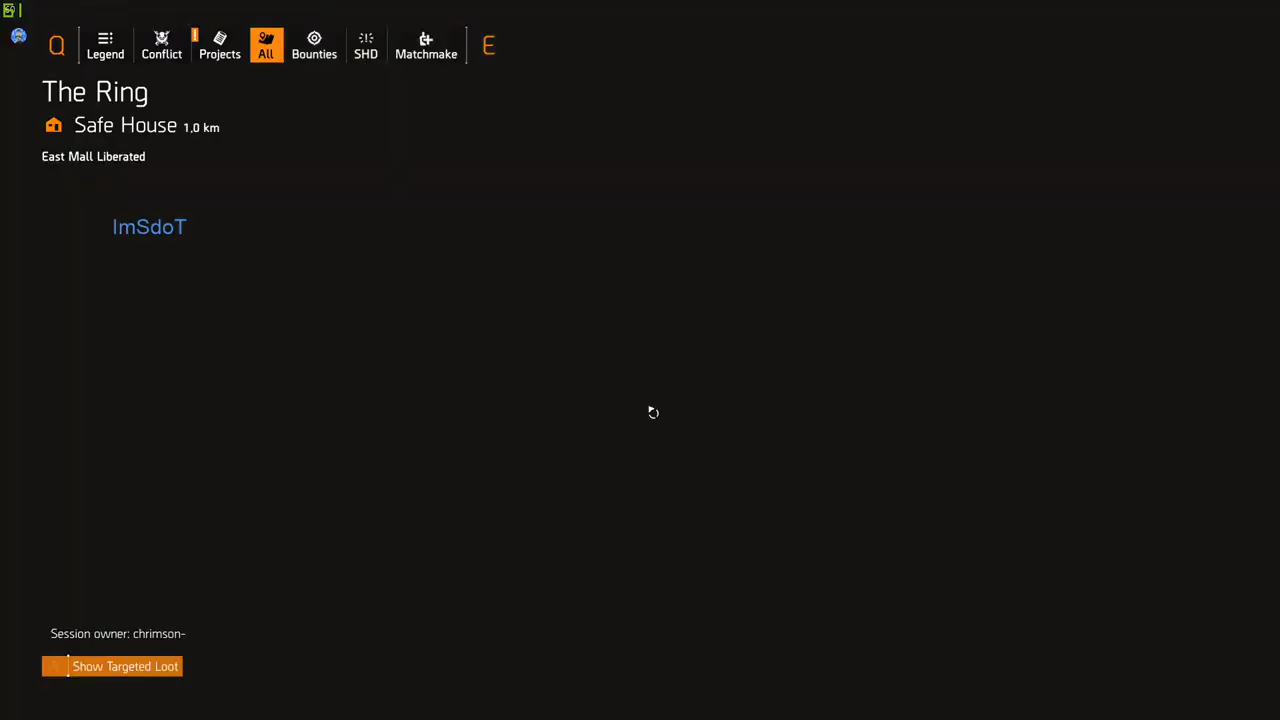 60
Q Legend Conflict Projects All Bounties SHD Matchmake E
The Ring
Safe House 1,0 km
East Mall Liberated
ImSdoT
Session owner: chrimson-
Show Targeted Loot